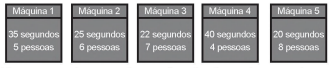 Máquina 1
35 segundos
5 pessoas
Máquina 2
25 segundos
6 pessoas
Máquina 3
22 segundos
7 pessoas
Máquina 4
40 segundos
4 pessoas
Máquina 5
20 segundos
8 pessoas